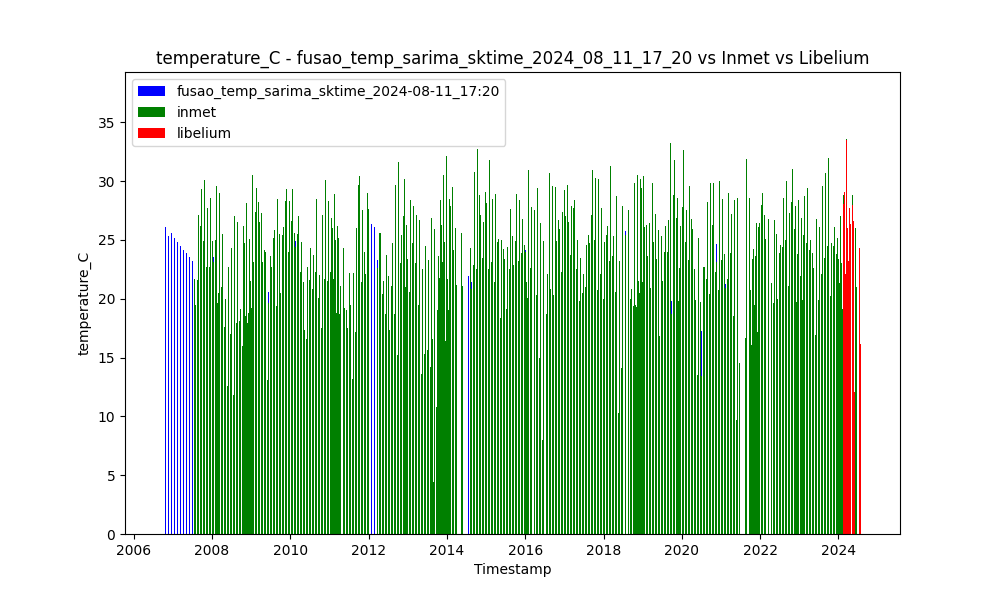 temperature_C - fusao_temp_sarima_sktime_2024_08_11_17_20 vs Inmet vs Libelium
fusao_temp_sarima_sktime_2024-08-11_17:20
inmet
libelium
35
30
25
20
15
10
5
0
temperature_C
2006 2008 2010 2012 2014 2016 2018 2020 2022 2024
Timestamp